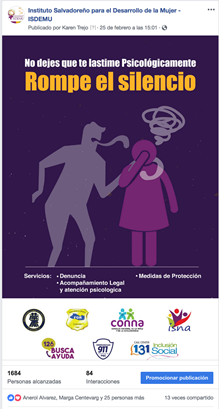 Instituto Salvadoreño para el Desarrollo de la Mujer -
ISDEMU
Publicado por Karen Trejo [?] · 25 de febrero a las 15:01 ·
No dejes que te lastime Psicológicamente
Rompe el silencio
Servicios: • Denuncia
• Acompañamiento Legal
y atención psicologica
• Medidas de Protección
conna
isna
126
BUSCA
AYUDA
911
131
Inclusión
Social
1684
Personas alcanzadas
84
Interacciones
Promocionar publicación
Anerol Alvarez, Marga Centevarg y 25 personas más
13 veces compartido